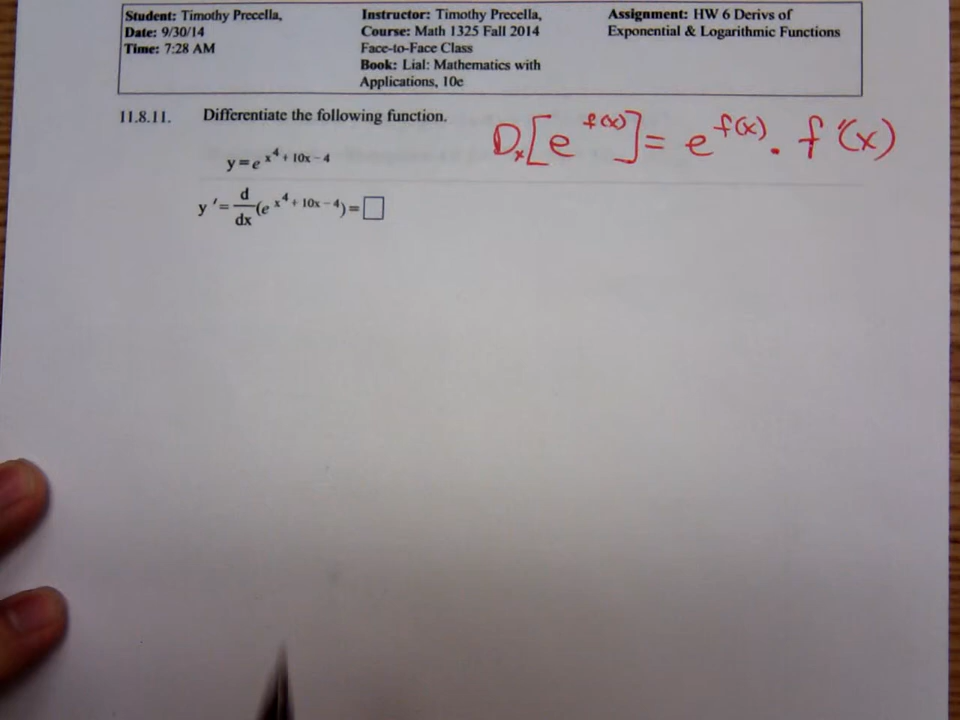 Student: Timothy Precella,
Date: 9/30/14
Time: 7:28 AM
Instructor: Timothy Precella,
Course: Math 1325 Fall 2014
Face-to-Face Class
Book: Lial: Mathematics with
Applications, 10e
Assignment: HW 6 Derivs of
Exponential & Logarithmic Functions
11.8.11. Differentiate the following function.
Dₓ[e^f(x)] = e^f(x) · f'(x)
y = e^x^4 + 10x − 4
y ' = d/dx (e^x^4 + 10x − 4) = □